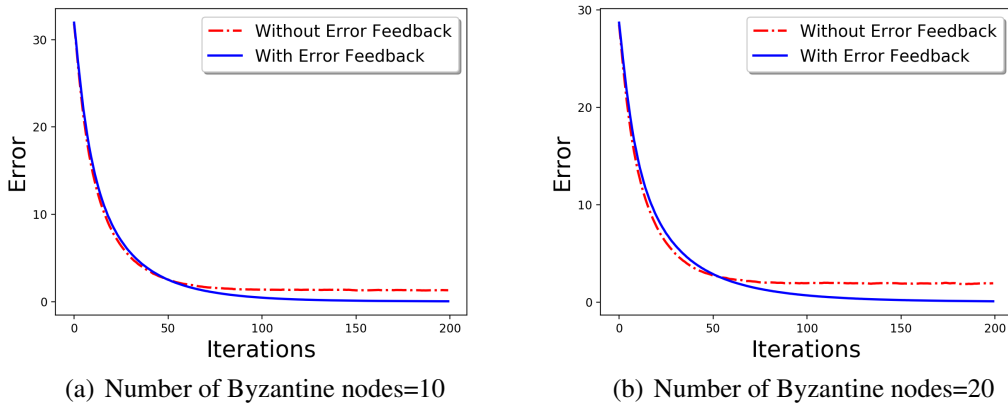 Without Error Feedback
With Error Feedback
30
20
10
0
Error
0
50
100
150
200
Iterations
(a) Number of Byzantine nodes=10
Without Error Feedback
With Error Feedback
30
20
10
0
Error
0
50
100
150
200
Iterations
(b) Number of Byzantine nodes=20